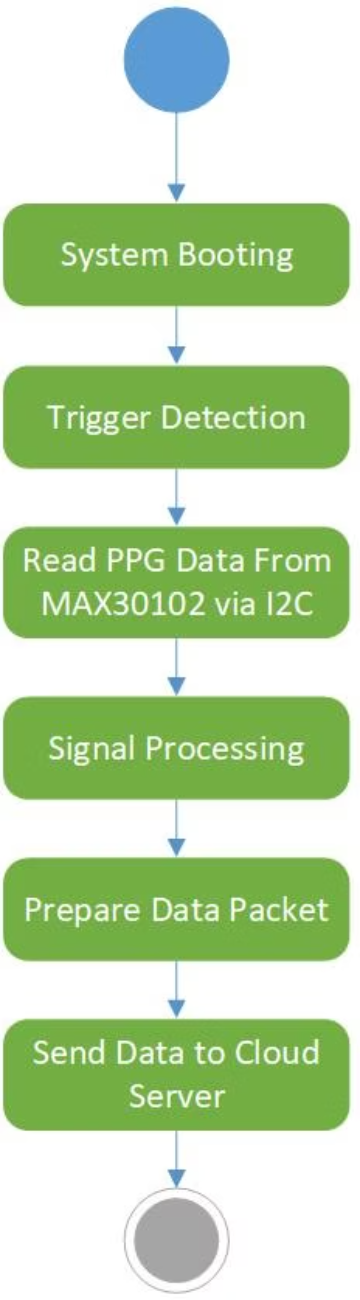 System Booting
Trigger Detection
Read PPG Data From
MAX30102 via I2C
Signal Processing
Prepare Data Packet
Send Data to Cloud
Server